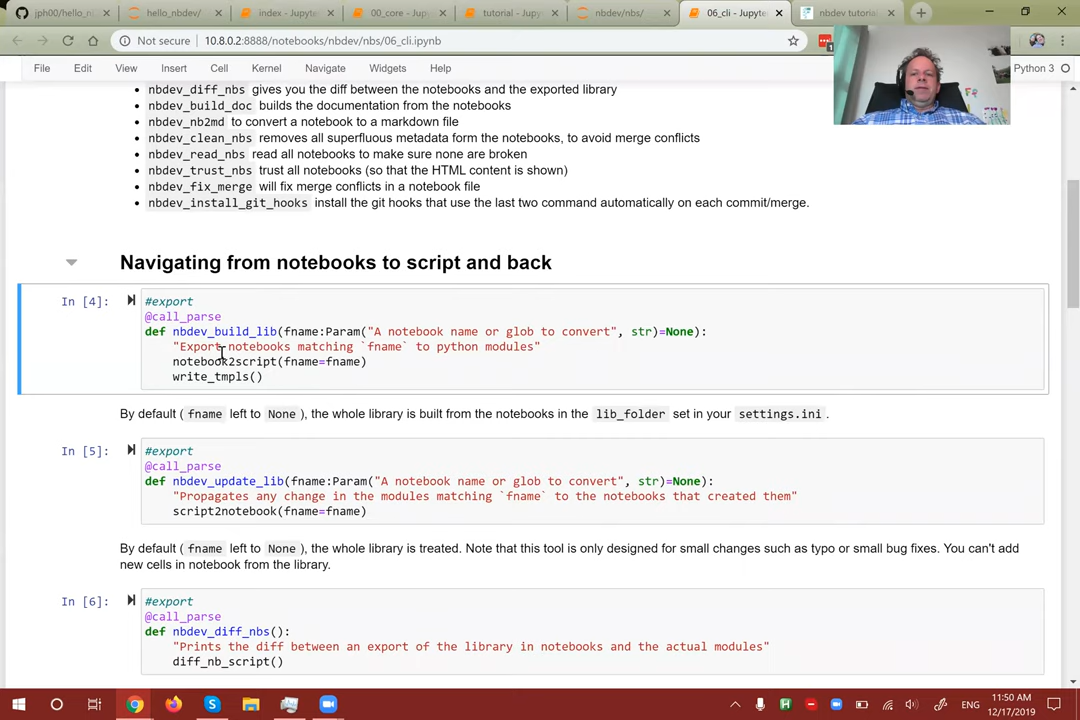 jph00/hello_n
hello_nbdev/
index - Jupyte
00_core - Jup
tutorial - Jup
nbdev/nbs/
06_cli - Jupyt
nbdev tutorial
Not secure 10.8.0.2:8888/notebooks/nbdev/nbs/06_cli.ipynb
File Edit View Insert Cell Kernel Navigate Widgets Help Python 3
nbdev_diff_nbs gives you the diff between the notebooks and the exported library
nbdev_build_doc builds the documentation from the notebooks
nbdev_nb2md to convert a notebook to a markdown file
nbdev_clean_nbs removes all superfluous metadata form the notebooks, to avoid merge conflicts
nbdev_read_nbs read all notebooks to make sure none are broken
nbdev_trust_nbs trust all notebooks (so that the HTML content is shown)
nbdev_fix_merge will fix merge conflicts in a notebook file
nbdev_install_git_hooks install the git hooks that use the last two command automatically on each commit/merge.
Navigating from notebooks to script and back
In [4]: #export
@call_parse
def nbdev_build_lib(fname:Param("A notebook name or glob to convert", str)=None):
"Export notebooks matching `fname` to python modules"
notebook2script(fname=fname)
write_tmpls()
By default ( fname left to None ), the whole library is built from the notebooks in the lib_folder set in your settings.ini .
In [5]: #export
@call_parse
def nbdev_update_lib(fname:Param("A notebook name or glob to convert", str)=None):
"Propagates any change in the modules matching `fname` to the notebooks that created them"
script2notebook(fname=fname)
By default ( fname left to None ), the whole library is treated. Note that this tool is only designed for small changes such as typo or small bug fixes. You can't add
new cells in notebook from the library.
In [6]: #export
@call_parse
def nbdev_diff_nbs():
"Prints the diff between an export of the library in notebooks and the actual modules"
diff_nb_script()
ENG
11:50 AM
12/17/2019